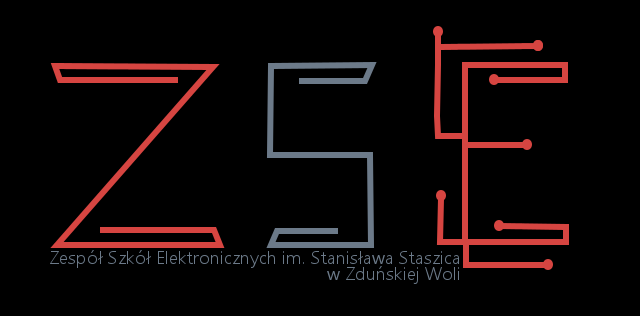 ZSE
Zespół Szkół Elektronicznych im. Stanisława Staszica
w Zduńskiej Woli